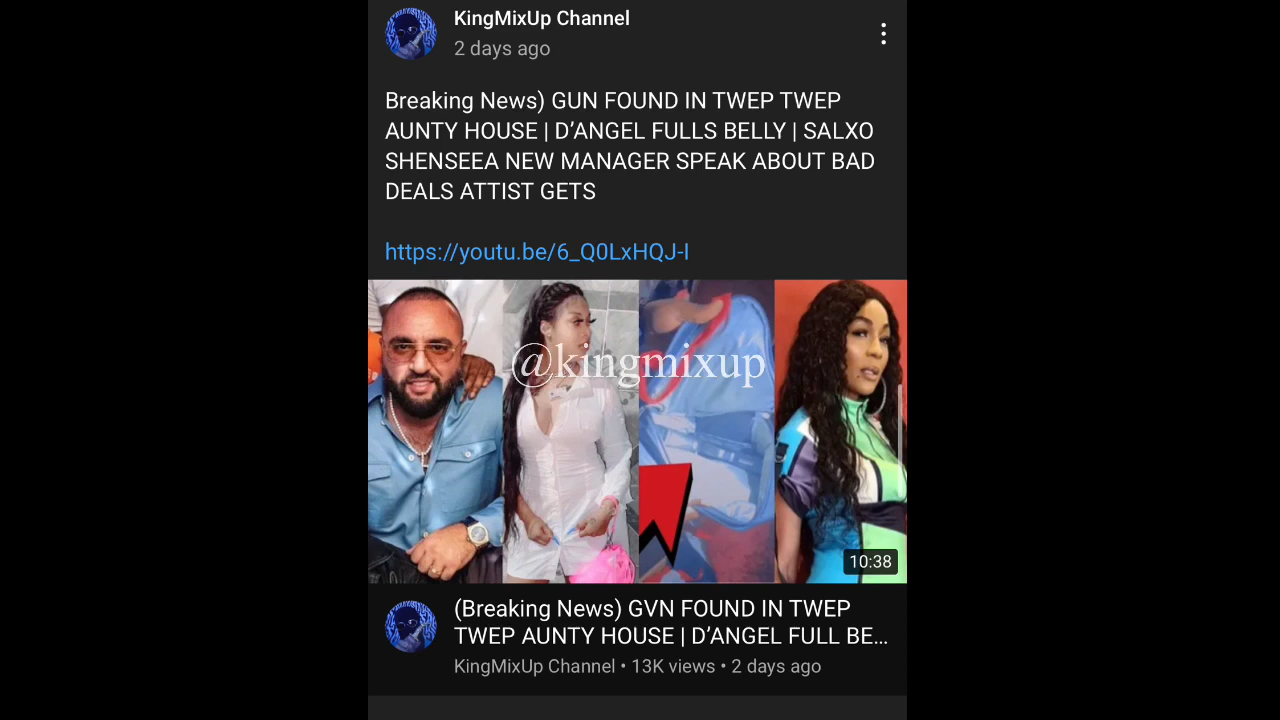 KingMixUp Channel
2 days ago
Breaking News) GUN FOUND IN TWEP TWEP
AUNTY HOUSE | D’ANGEL FULLS BELLY | SALXO
SHENSEEA NEW MANAGER SPEAK ABOUT BAD
DEALS ATTIST GETS
https://youtu.be/6_Q0LxHQJ-I
@kingmixup
10:38
(Breaking News) GVN FOUND IN TWEP
TWEP AUNTY HOUSE | D’ANGEL FULL BE...
KingMixUp Channel • 13K views • 2 days ago